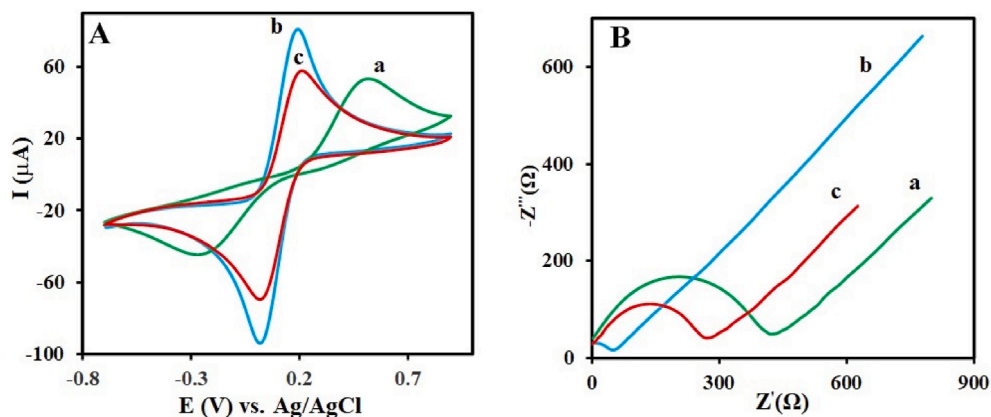 A
b
c
a
60
20
-20
-60
-100
-0.8
-0.3
0.2
0.7
I (µA)
E (V) vs. Ag/AgCl
B
b
c
a
600
400
200
0
0
300
600
900
-Z'''(Ω)
Z'(Ω)